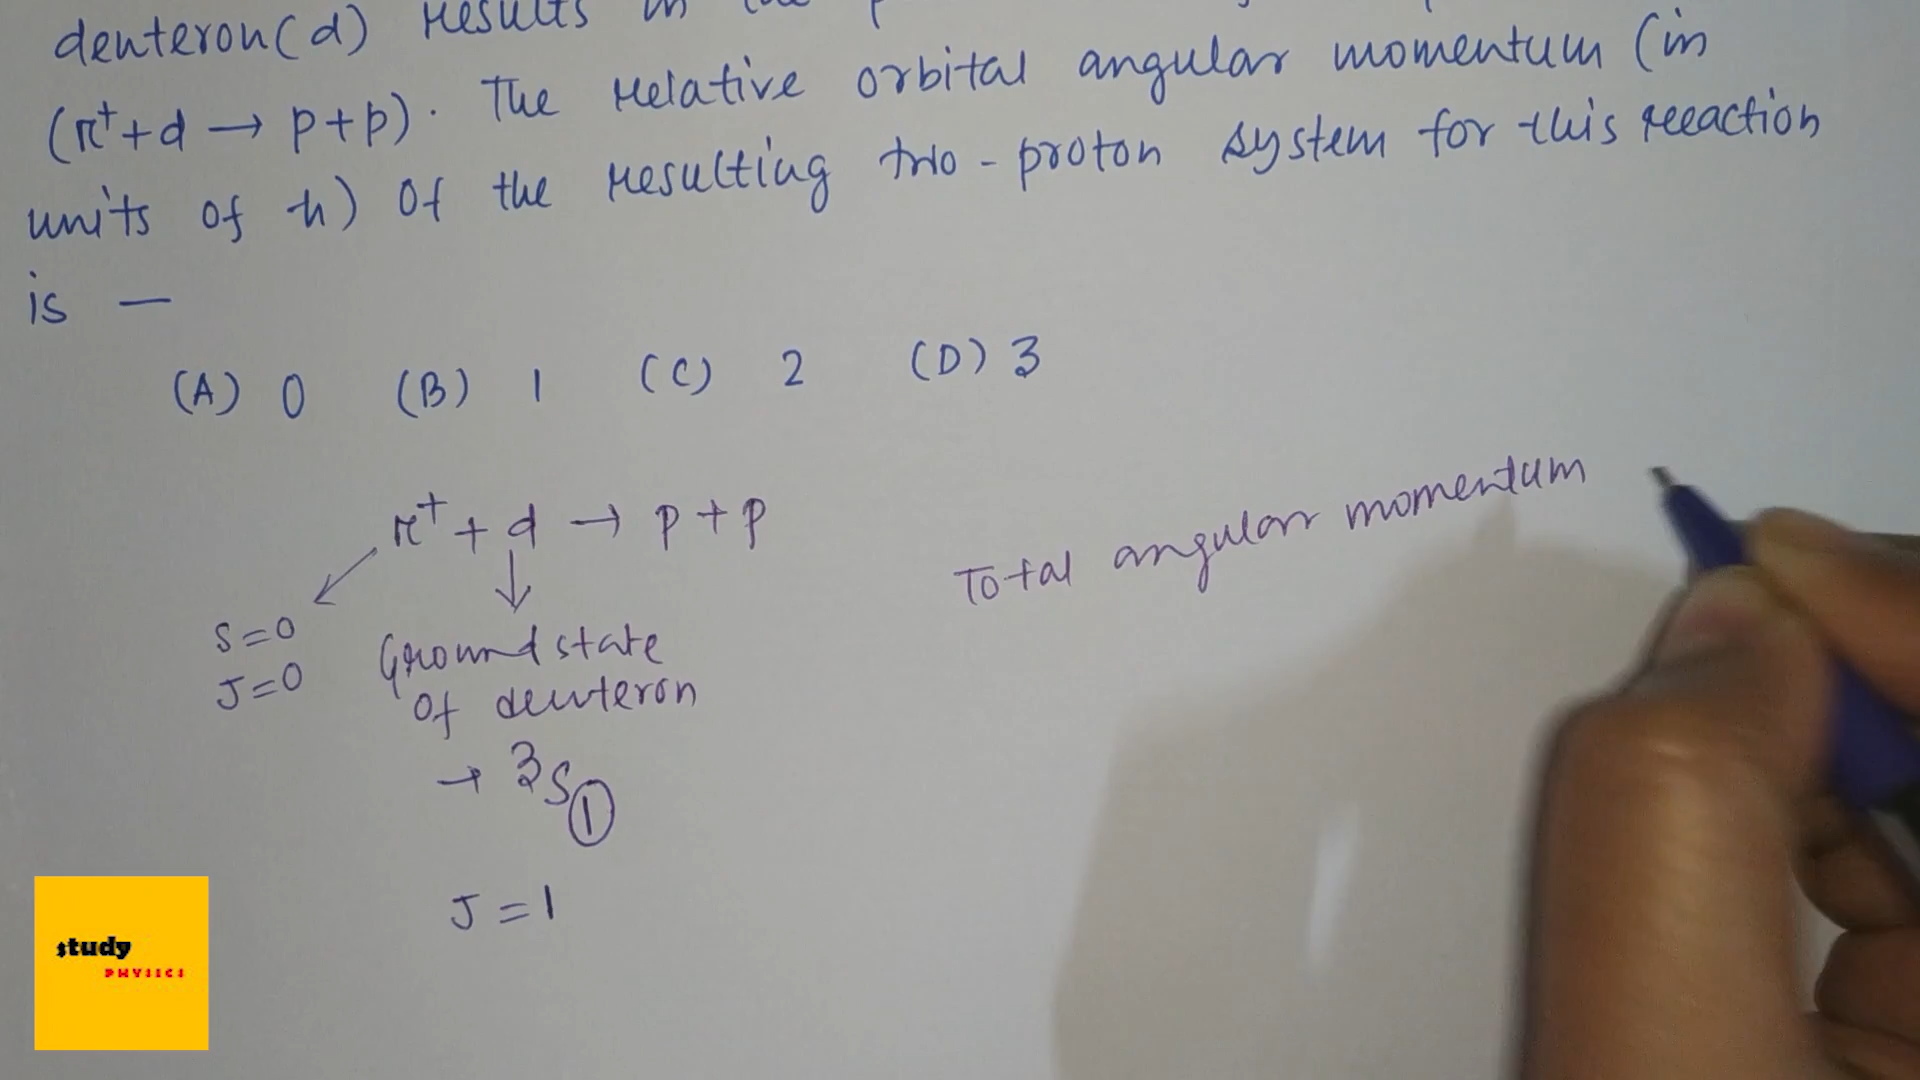 deuteron(d) results in
(π⁺+d → p+p). The relative orbital angular momentum (in
units of ħ) of the resulting two-proton system for this reaction
is —
(A) 0 (B) 1 (C) 2 (D) 3
π⁺ + d → p + p
Total angular momentum
S=0
J=0
Ground state
of deuteron
→ ³S₁
J = 1
study
PHYSICS